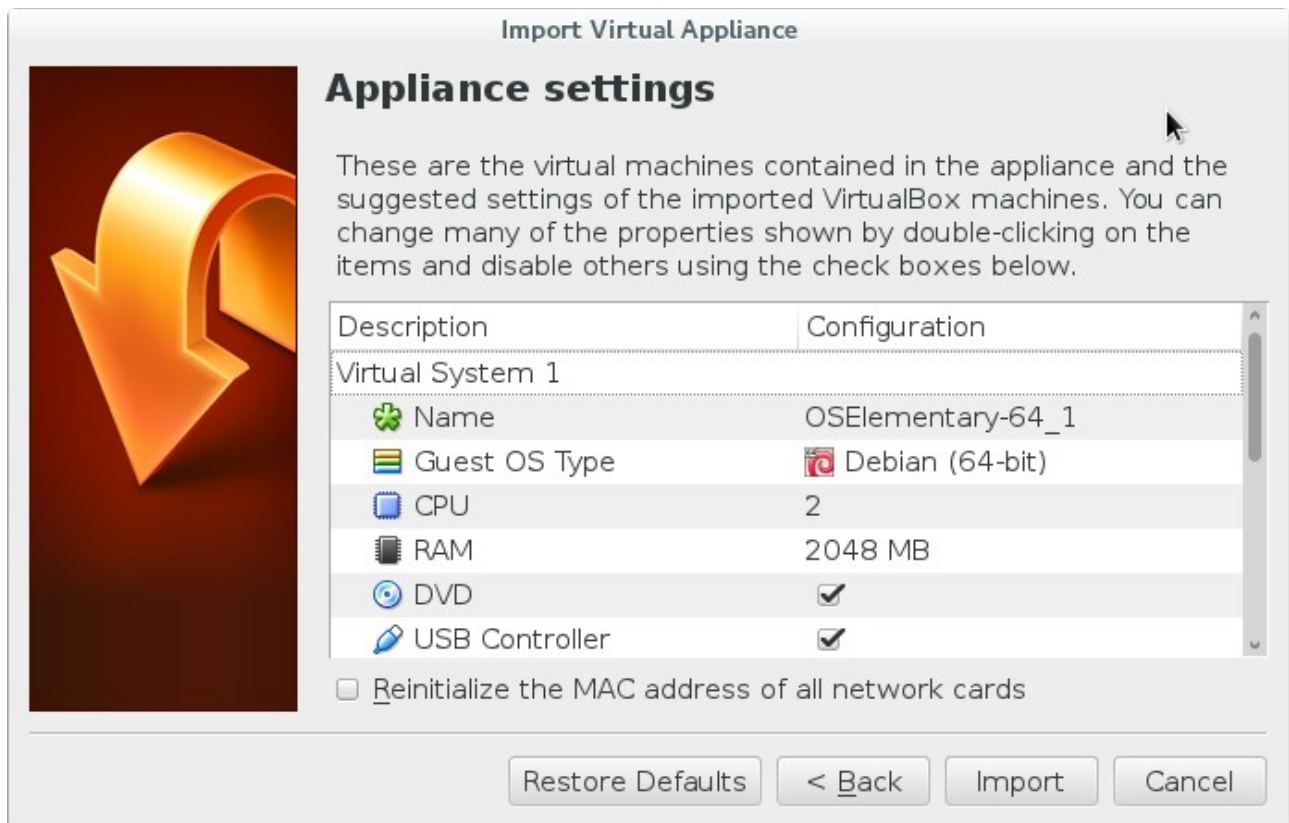 Import Virtual Appliance
Appliance settings
These are the virtual machines contained in the appliance and the
suggested settings of the imported VirtualBox machines. You can
change many of the properties shown by double-clicking on the
items and disable others using the check boxes below.
Description Configuration
Virtual System 1
Name OSElementary-64_1
Guest OS Type Debian (64-bit)
CPU 2
RAM 2048 MB
DVD
USB Controller
Reinitialize the MAC address of all network cards
Restore Defaults < Back Import Cancel